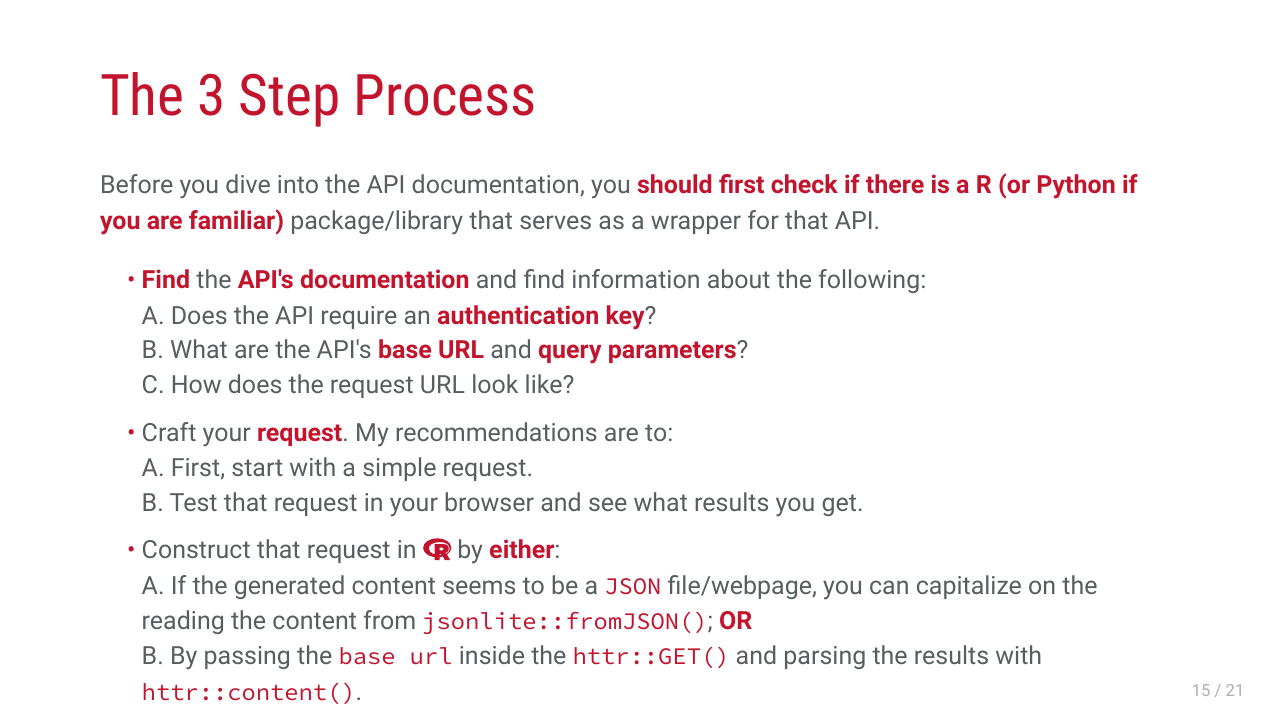 The 3 Step Process
Before you dive into the API documentation, you should first check if there is a R (or Python if
you are familiar) package/library that serves as a wrapper for that API.
• Find the API's documentation and find information about the following:
A. Does the API require an authentication key?
B. What are the API's base URL and query parameters?
C. How does the request URL look like?
• Craft your request. My recommendations are to:
A. First, start with a simple request.
B. Test that request in your browser and see what results you get.
• Construct that request in R by either:
A. If the generated content seems to be a JSON file/webpage, you can capitalize on the
reading the content from jsonlite::fromJSON(); OR
B. By passing the base url inside the httr::GET() and parsing the results with
httr::content().
15 / 21